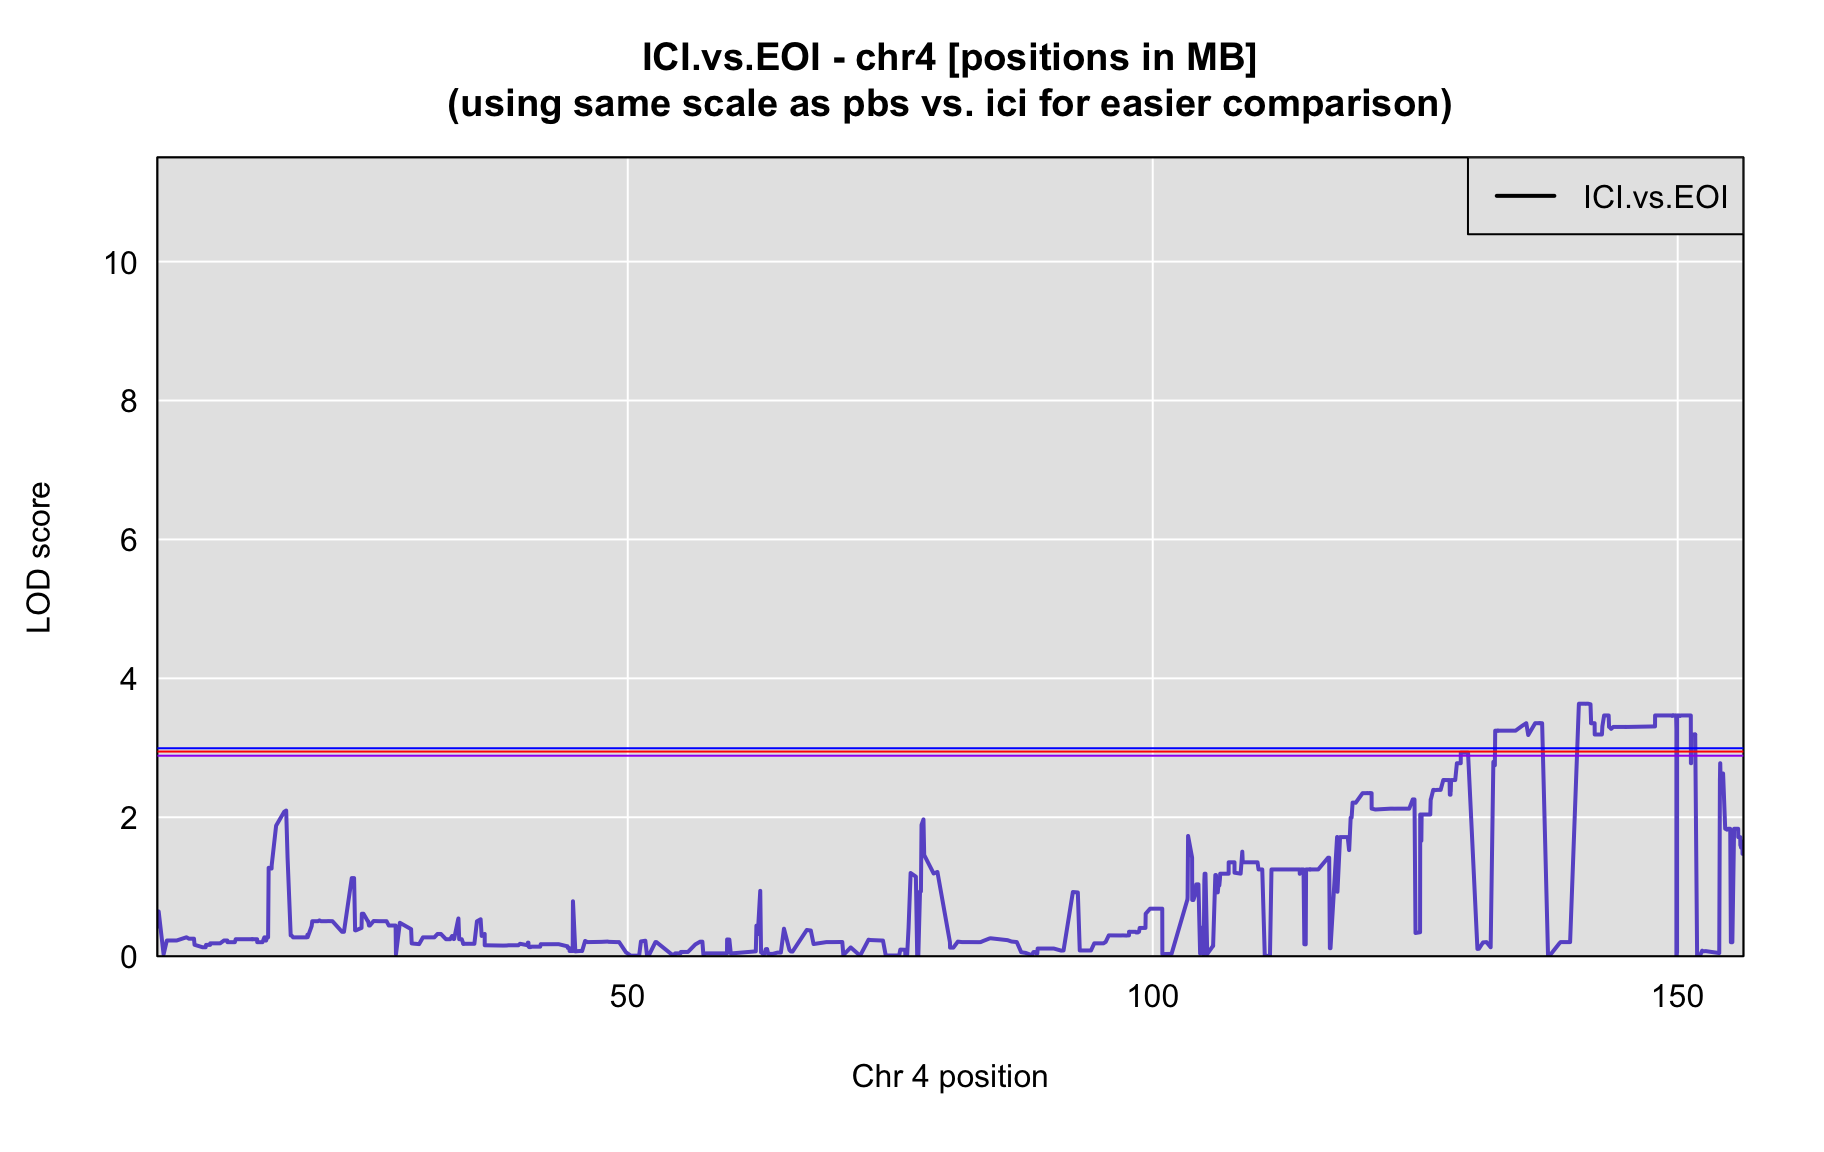 ICI.vs.EOI - chr4 [positions in MB]
(using same scale as pbs vs. ici for easier comparison)
ICI.vs.EOI
10
8
6
4
2
0
LOD score
50
100
150
Chr 4 position